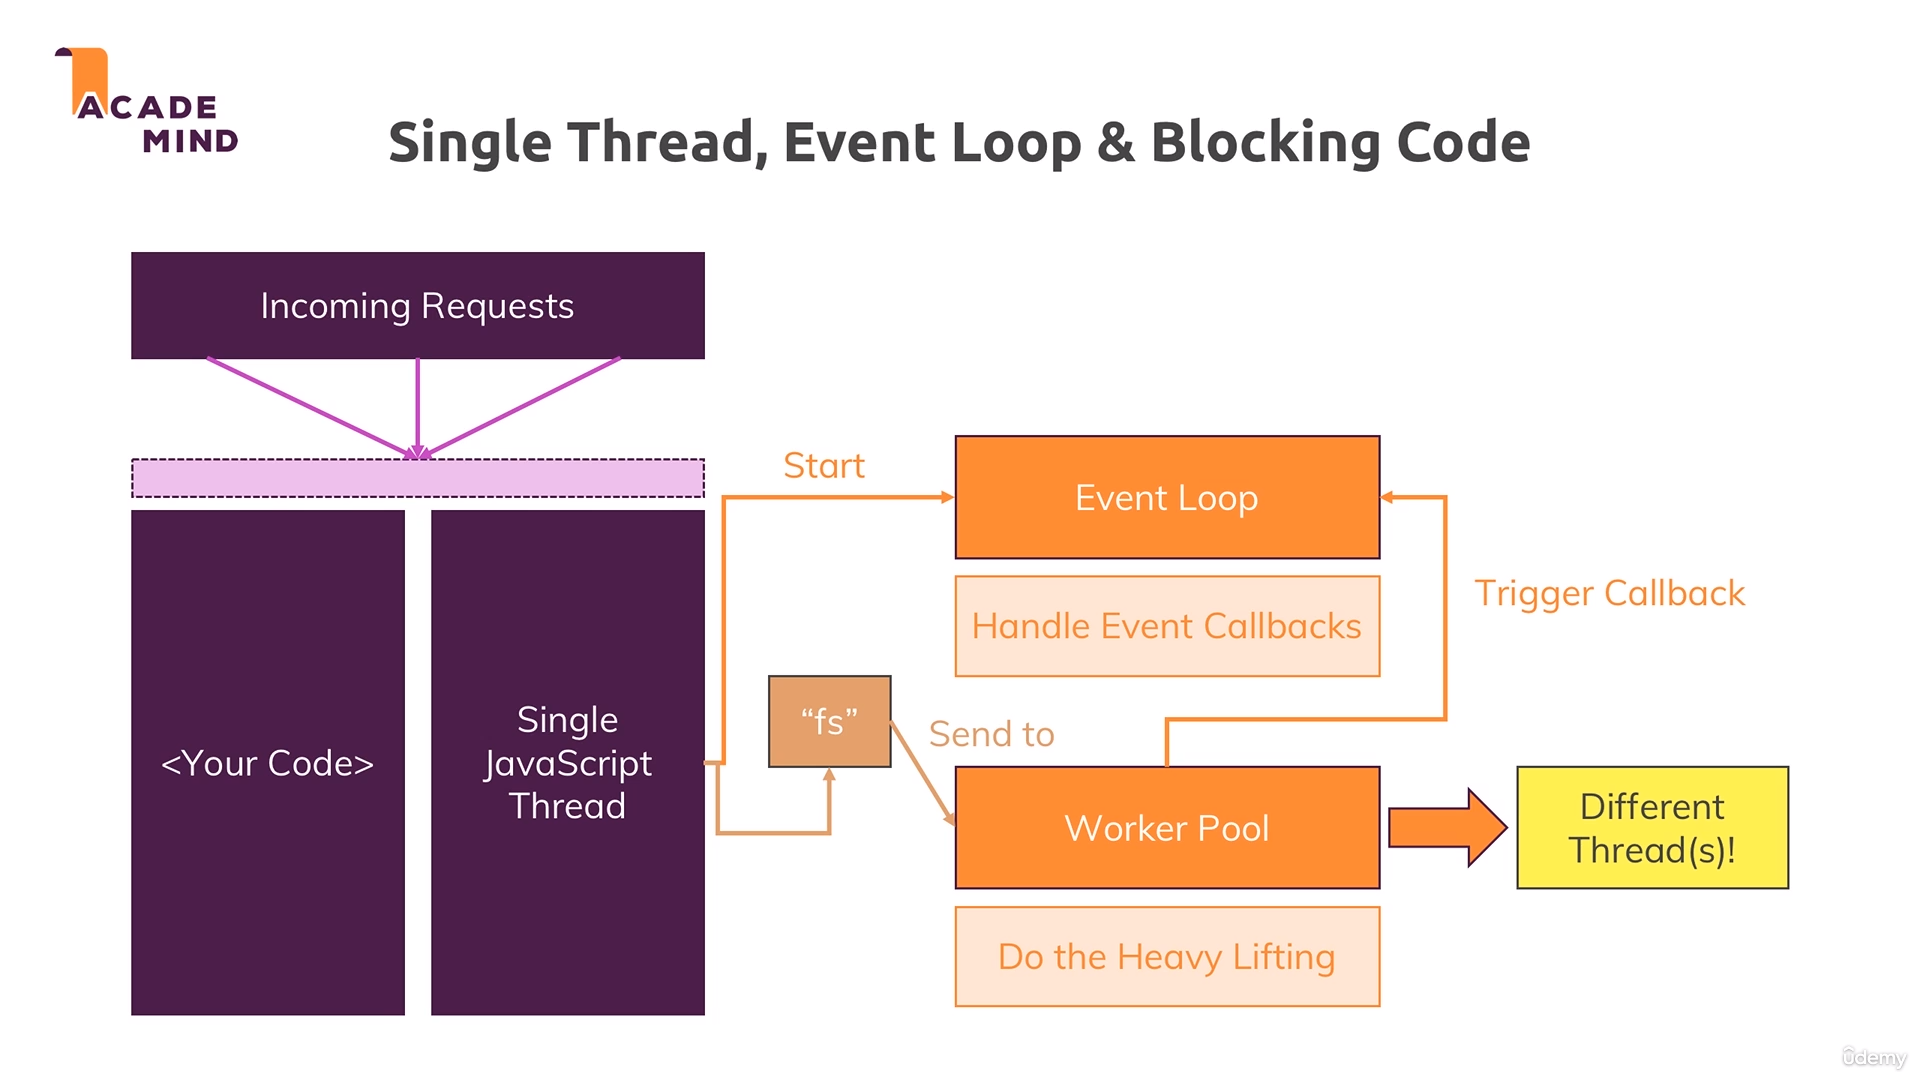 ACADE
MIND
Single Thread, Event Loop & Blocking Code
Incoming Requests
Start
Event Loop
Trigger Callback
Handle Event Callbacks
<Your Code>
Single
JavaScript
Thread
“fs”
Send to
Worker Pool
Different
Thread(s)!
Do the Heavy Lifting
ûdemy